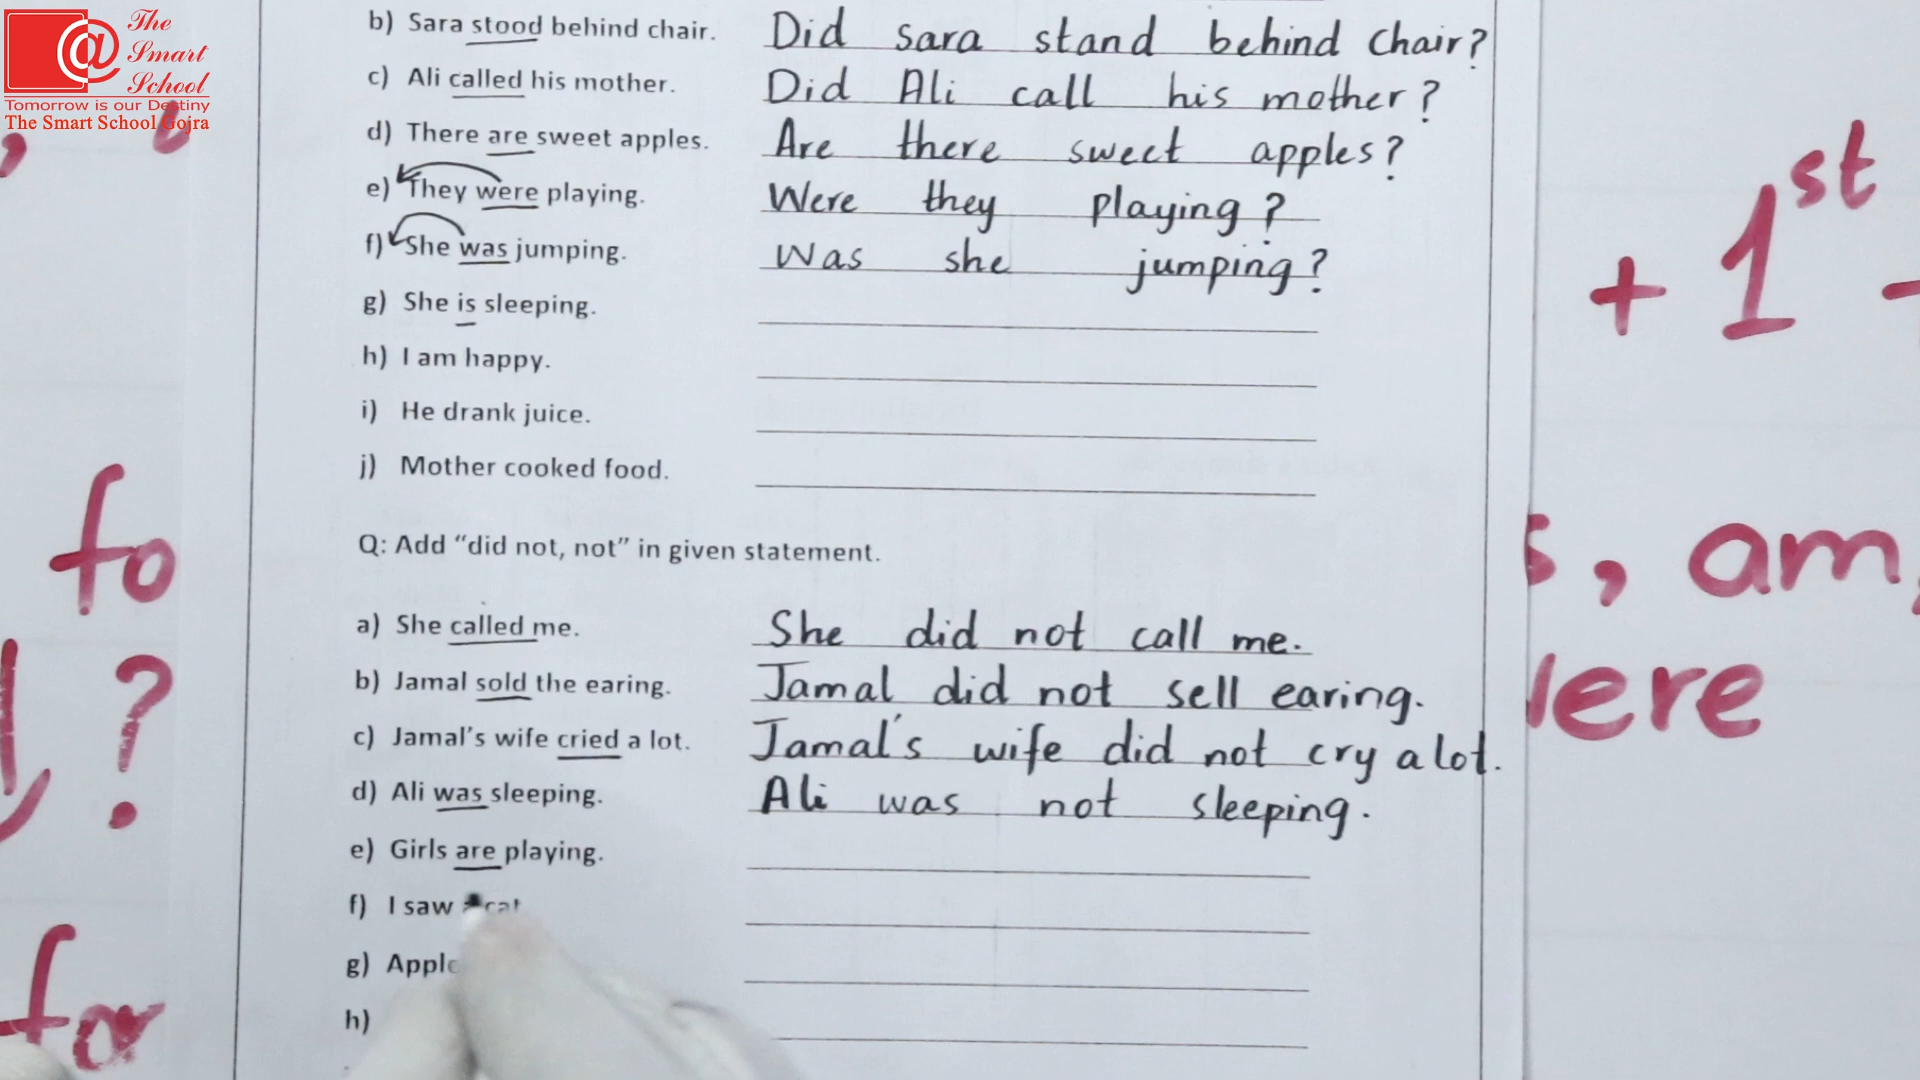 The
Smart
School
Tomorrow is our Destiny
The Smart School Gojra
b) Sara stood behind chair. Did sara stand behind chair?
c) Ali called his mother. Did Ali call his mother?
d) There are sweet apples. Are there sweet apples?
e) They were playing. Were they playing?
f) She was jumping. Was she jumping?
g) She is sleeping.
h) I am happy.
i) He drank juice.
j) Mother cooked food.
Q: Add "did not, not" in given statement.
a) She called me. She did not call me.
b) Jamal sold the earing. Jamal did not sell earing.
c) Jamal's wife cried a lot. Jamal's wife did not cry a lot.
d) Ali was sleeping. Ali was not sleeping.
e) Girls are playing.
f) I saw
g)
h)
fo
?
for
+ 1st
, am,